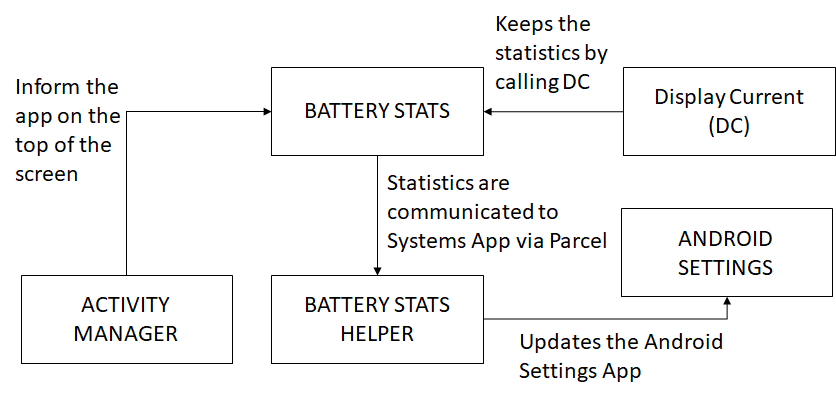 Keeps the
statistics by
calling DC
Inform the
app on the
top of the
screen
BATTERY STATS
Display Current
(DC)
Statistics are
communicated to
Systems App via Parcel
ANDROID
SETTINGS
ACTIVITY
MANAGER
BATTERY STATS
HELPER
Updates the Android
Settings App